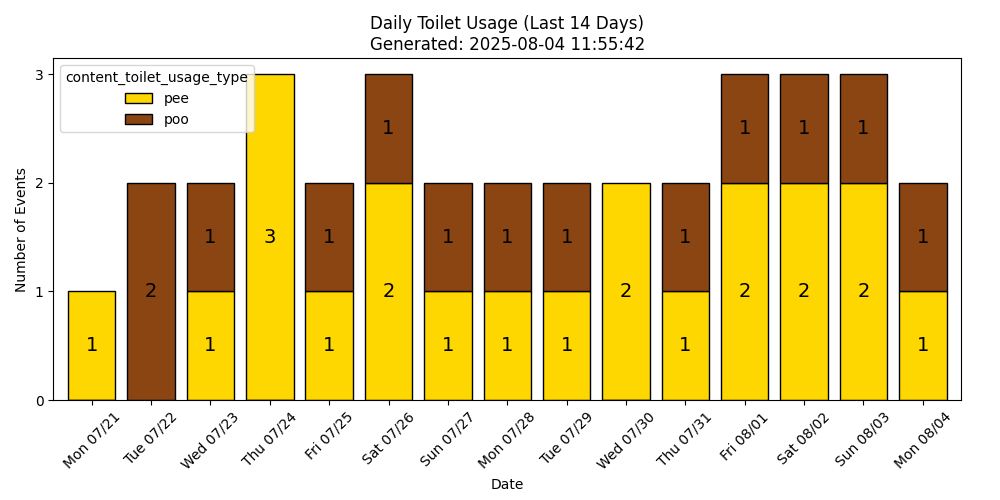 Daily Toilet Usage (Last 14 Days)
Generated: 2025-08-04 11:55:42
content_toilet_usage_type
pee
poo
Number of Events
3
2
1
0
1
2
1
1
3
1
1
1
2
1
1
1
1
1
1
2
1
1
1
2
1
2
1
2
1
1
Mon 07/21
Tue 07/22
Wed 07/23
Thu 07/24
Fri 07/25
Sat 07/26
Sun 07/27
Mon 07/28
Tue 07/29
Wed 07/30
Thu 07/31
Fri 08/01
Sat 08/02
Sun 08/03
Mon 08/04
Date